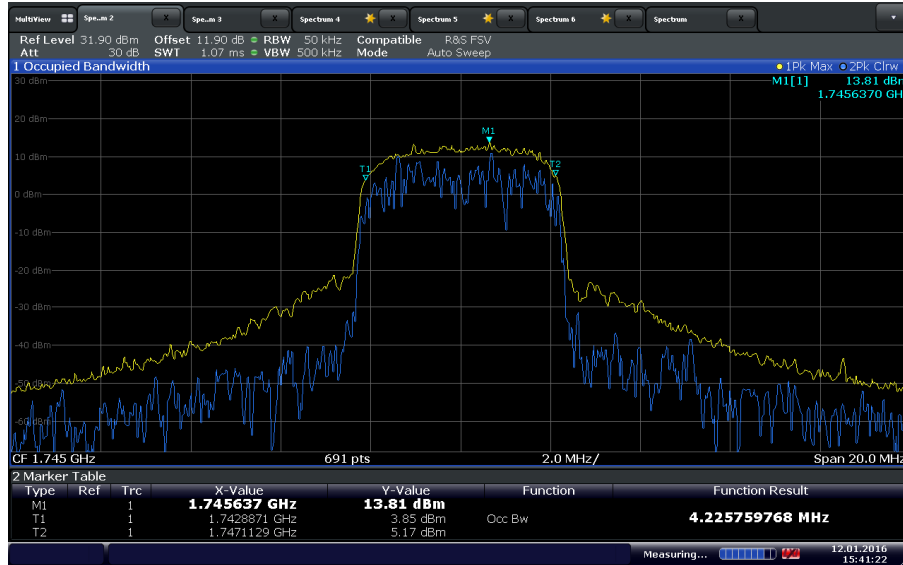 MultiView Spe..m 2 X Spe..m 3 X Spectrum 4 X Spectrum 5 X Spectrum 6 X Spectrum X
Ref Level 31.90 dBm Offset 11.90 dB RBW 50 kHz Compatible R&S FSV
Att 30 dB SWT 1.07 ms VBW 500 kHz Mode Auto Sweep
1 Occupied Bandwidth 1Pk Max 2Pk Clrw
30 dBm M1[1] 13.81 dBm
1.7456370 GH
20 dBm
M1
10 dBm
T1 T2
0 dBm
-10 dBm
-20 dBm
-30 dBm
-40 dBm
-50 dBm
-60 dBm
CF 1.745 GHz 691 pts 2.0 MHz/ Span 20.0 MHz
2 Marker Table
Type Ref Trc X-Value Y-Value Function Function Result
M1 1 1.745637 GHz 13.81 dBm
T1 1 1.7428871 GHz 3.85 dBm Occ Bw 4.225759768 MHz
T2 1 1.7471129 GHz 5.17 dBm
Measuring... 12.01.2016
15:41:22